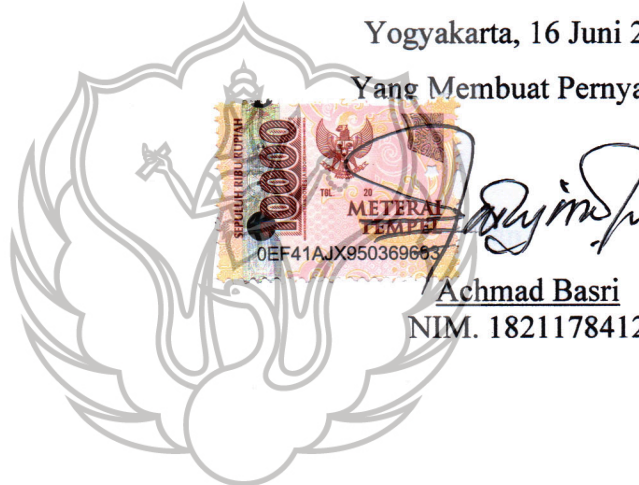 Yogyakarta, 16 Juni 2
Yang Membuat Pernya
SEPULUH RIBU RUPIAH
10000
TGL. 20
METERAI
TEMPEL
0EF41AJX950369663
Achmad Basri
NIM. 1821178412